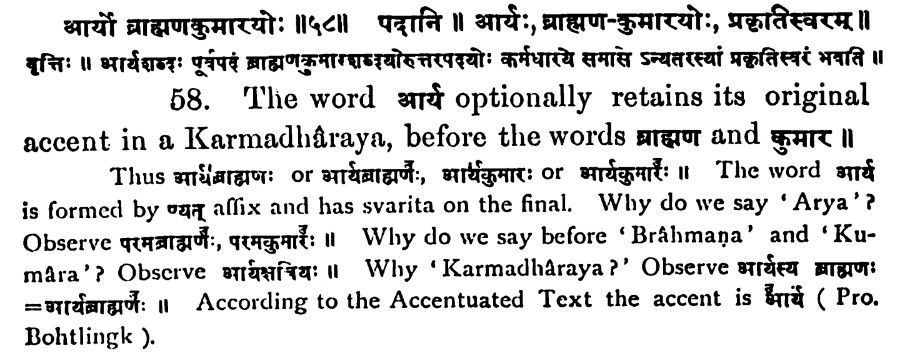 आर्यो ब्राह्मणकुमारयोः ॥५८॥ पदानि ॥ आर्यः, ब्राह्मण-कुमारयोः, प्रकृतिस्वरम् ॥
वृत्तिः ॥ आर्यशब्दः पूर्वपदं ब्राह्मणकुमारशब्दयोरुत्तरपदयोः कर्मधारये समासे ऽन्यतरस्यां प्रकृतिस्वरं भवति ॥
58. The word आर्य optionally retains its original
accent in a Karmadhâraya, before the words ब्राह्मण and कुमार ॥
Thus आर्य॑ब्राह्मणः or आर्यब्राह्मणँः, आर्य॑कुमारः or आर्यकुमारँः ॥ The word आर्य
is formed by ण्यत् affix and has svarita on the final. Why do we say 'Arya'?
Observe परमब्राह्मणँः, परमकुमारँः ॥ Why do we say before 'Brâhmaṇa' and 'Ku-
mâra'? Observe आर्यक्षत्रियः ॥ Why 'Karmadhâraya?' Observe आर्यस्य ब्राह्मणः
=आर्यब्राह्मणँः ॥ According to the Accentuated Text the accent is आँर्य ( Pro.
Bohtlingk ).